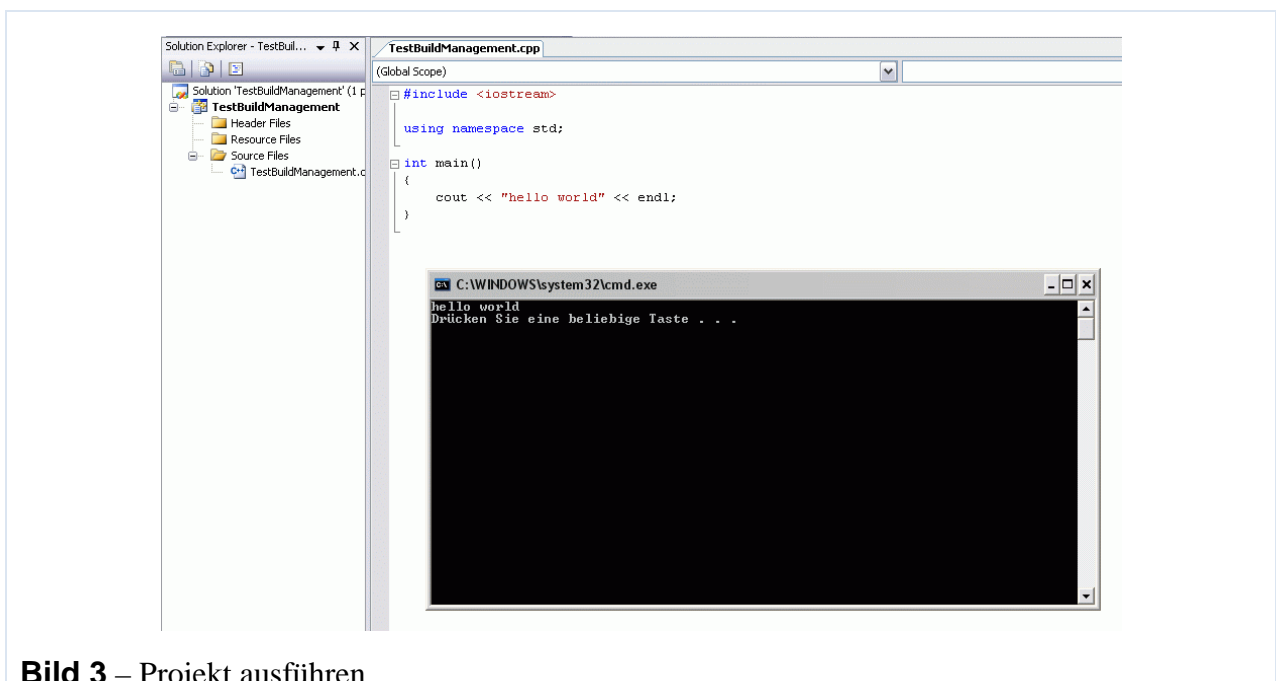 Solution Explorer - TestBuil...
Solution 'TestBuildManagement' (1 p
TestBuildManagement
Header Files
Resource Files
Source Files
TestBuildManagement.c
TestBuildManagement.cpp
(Global Scope)
#include <iostream>
using namespace std;
int main()
{
cout << "hello world" << endl;
}
C:\WINDOWS\system32\cmd.exe
hello world
Drücken Sie eine beliebige Taste . . .
Bild 3 – Projekt ausführen